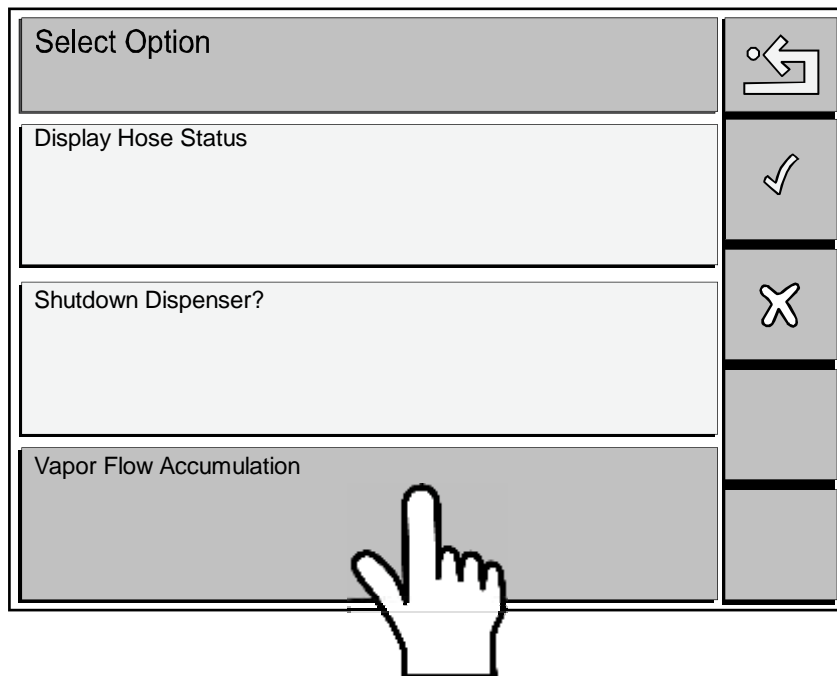 Select Option
Display Hose Status
Shutdown Dispenser?
Vapor Flow Accumulation